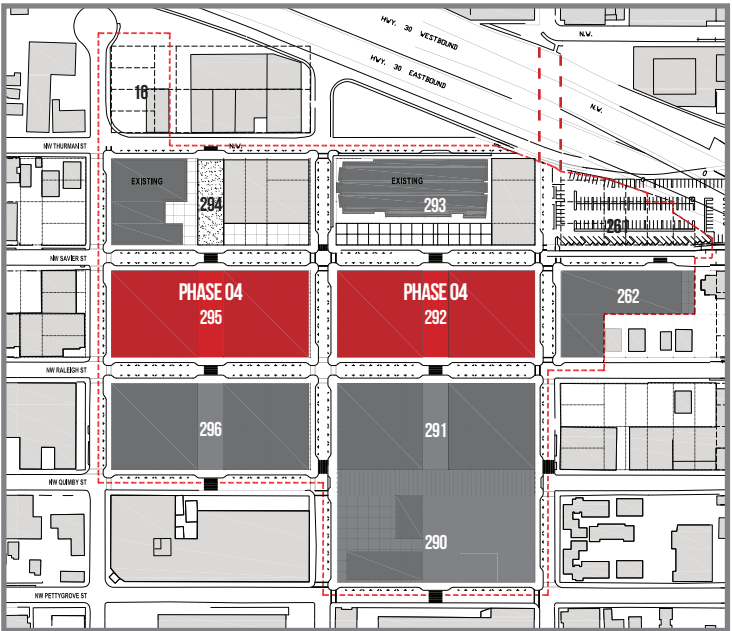 HWY. 30 WESTBOUND
N.W.
HWY. 30 EASTBOUND
16
N.W.
NW THURMAN ST
N.W.
EXISTING
294
EXISTING
293
261
NW SAVIER ST
PHASE 04
295
PHASE 04
292
262
NW RALEIGH ST
296
291
NW QUIMBY ST
290
NW PETTYGROVE ST